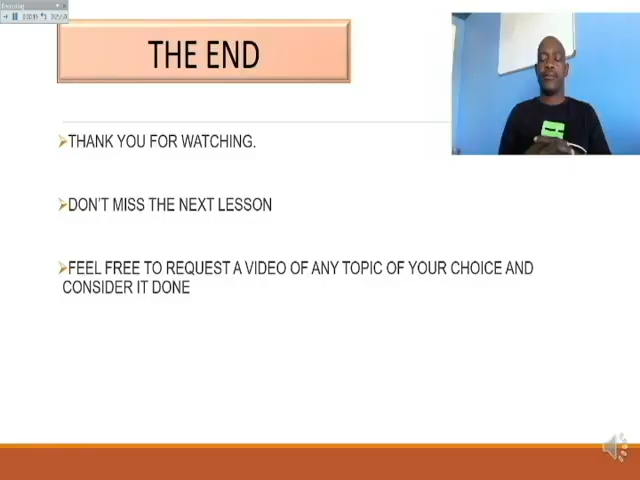 Recording
THE END
THANK YOU FOR WATCHING.
DON'T MISS THE NEXT LESSON
FEEL FREE TO REQUEST A VIDEO OF ANY TOPIC OF YOUR CHOICE AND
CONSIDER IT DONE